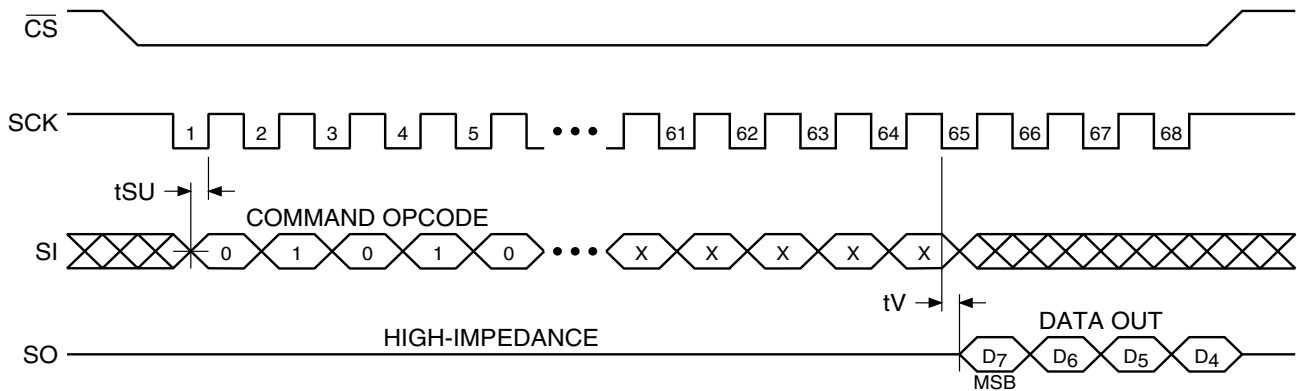 CS
SCK 1 2 3 4 5 ••• 61 62 63 64 65 66 67 68
tSU
COMMAND OPCODE
SI 0 1 0 1 0 ••• X X X X X
tV
HIGH-IMPEDANCE
DATA OUT
SO D7 D6 D5 D4
MSB